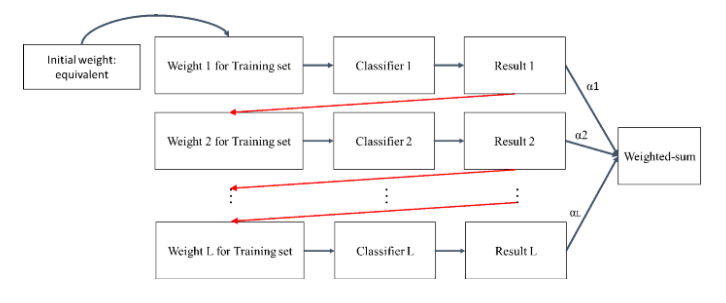 Initial weight:
equivalent
Weight 1 for Training set
Classifier 1
Result 1
α1
Weight 2 for Training set
Classifier 2
Result 2
α2
Weighted-sum
⋮ ⋮ ⋮
αL
Weight L for Training set
Classifier L
Result L